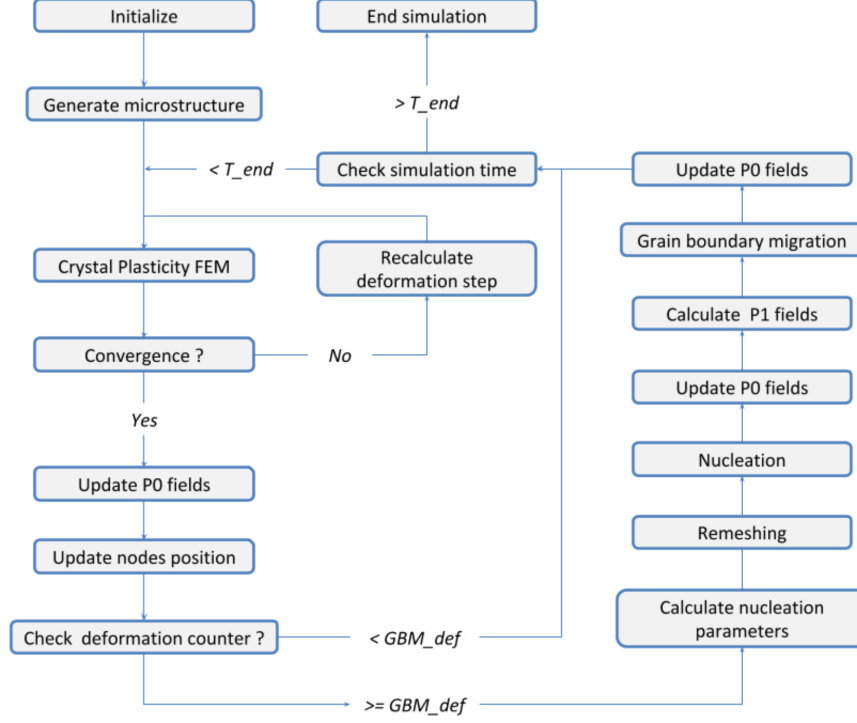 Initialize
End simulation
Generate microstructure
> T_end
< T_end
Check simulation time
Update P0 fields
Grain boundary migration
Crystal Plasticity FEM
Recalculate
deformation step
Calculate  P1 fields
Convergence ?
No
Update P0 fields
Yes
Nucleation
Update P0 fields
Remeshing
Update nodes position
Calculate nucleation
parameters
Check  deformation counter ?
< GBM_def
>= GBM_def